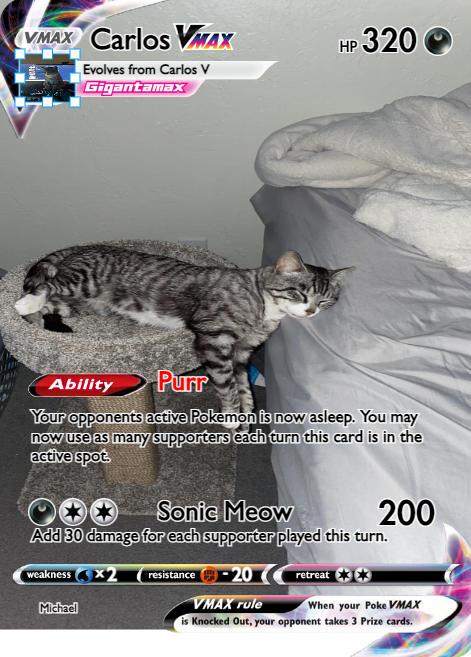 VMAX
Carlos VMAX
HP 320
Evolves from Carlos V
Gigantamax
Ability Purr
Your opponents active Pokemon is now asleep. You may
now use as many supporters each turn this card is in the
active spot.
Sonic Meow 200
Add 30 damage for each supporter played this turn.
weakness x2 resistance - 20 retreat
Michael
VMAX rule When your Poke VMAX
is Knocked Out, your opponent takes 3 Prize cards.